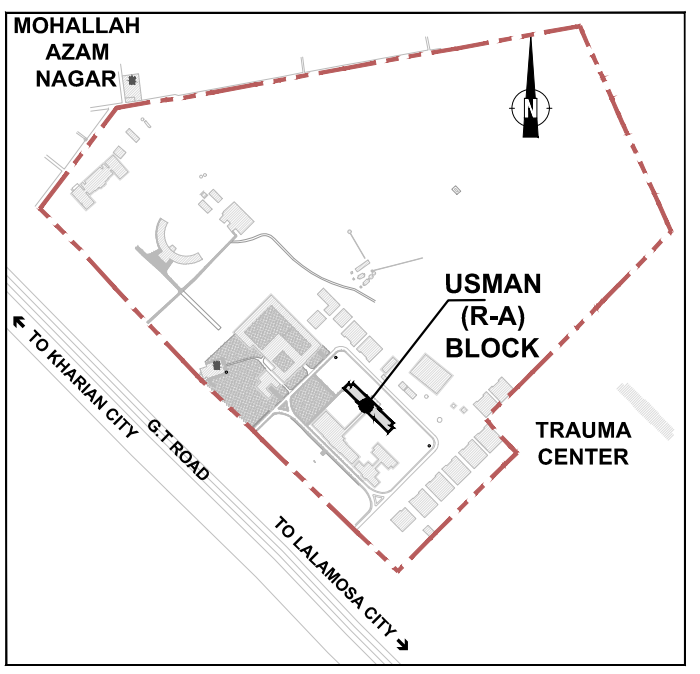 MOHALLAH
AZAM
NAGAR
N
USMAN
(R-A)
BLOCK
TO KHARIAN CITY
G.T ROAD
TRAUMA
CENTER
TO LALAMOSA CITY